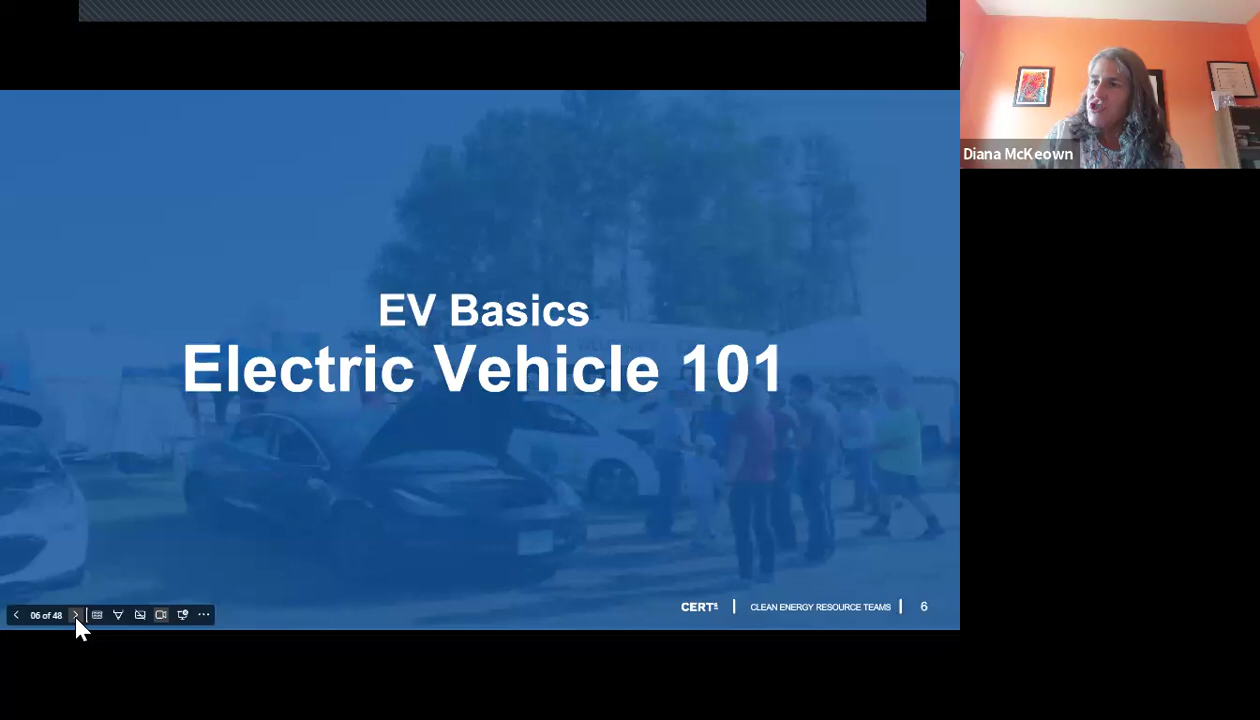 Diana McKeown
EV Basics
Electric Vehicle 101
06 of 48
CERTs | CLEAN ENERGY RESOURCE TEAMS | 6